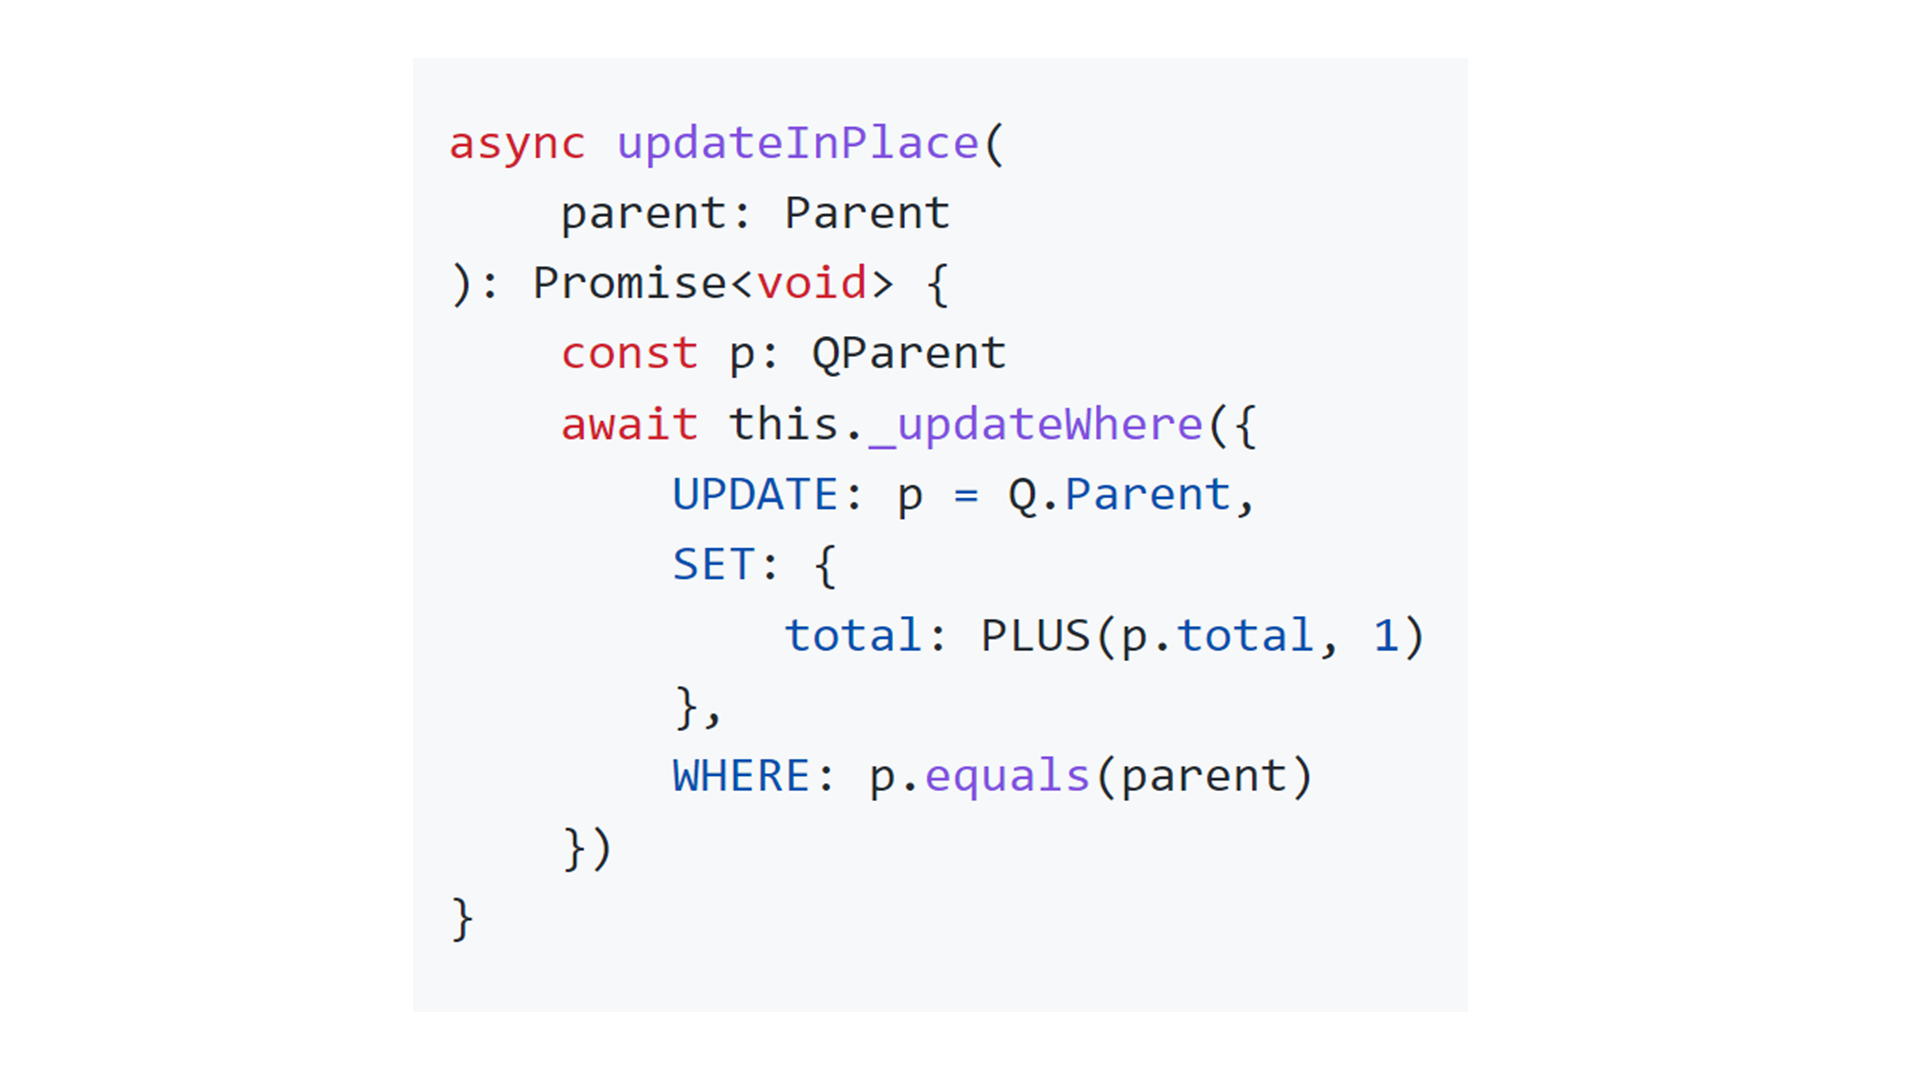 async updateInPlace(
    parent: Parent
): Promise<void> {
    const p: QParent
    await this._updateWhere({
        UPDATE: p = Q.Parent,
        SET: {
            total: PLUS(p.total, 1)
        },
        WHERE: p.equals(parent)
    })
}